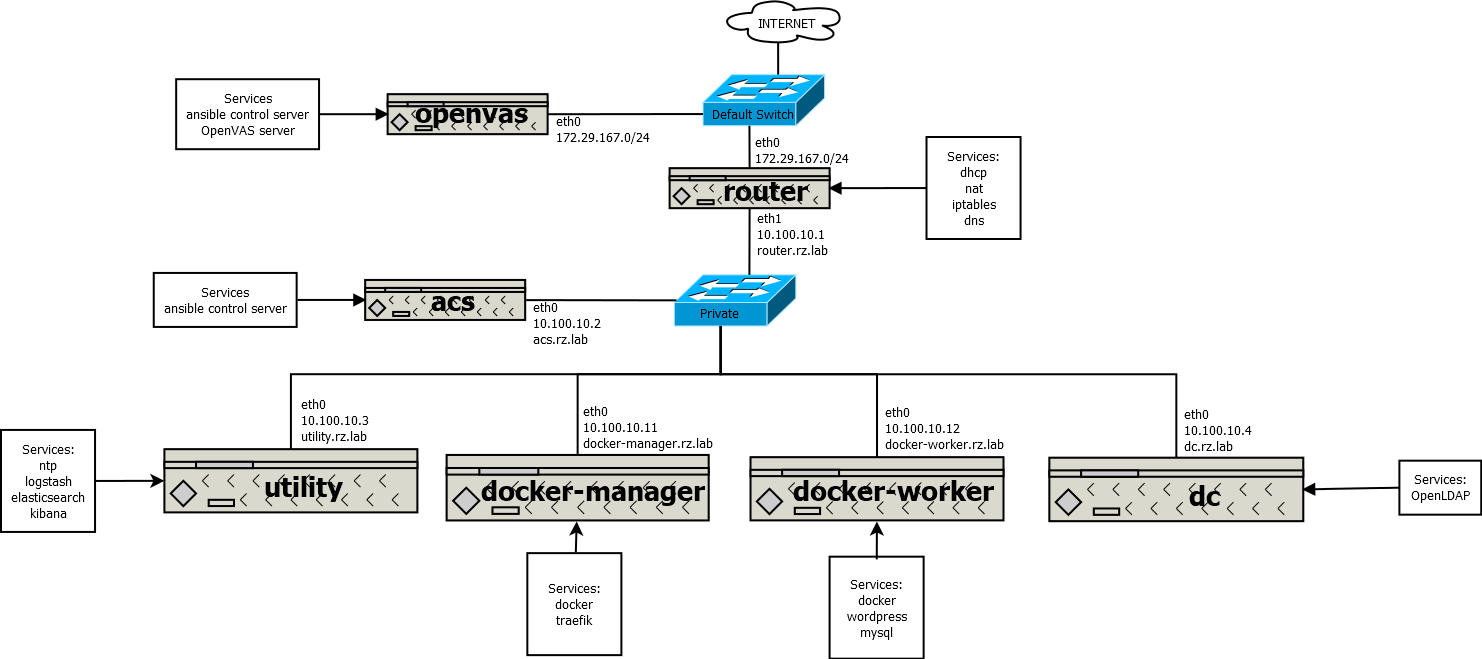 INTERNET
Services
ansible control server
OpenVAS server
openvas
eth0
172.29.167.0/24
Default Switch
eth0
172.29.167.0/24
router
Services:
dhcp
nat
iptables
dns
eth1
10.100.10.1
router.rz.lab
Services
ansible control server
acs
eth0
10.100.10.2
acs.rz.lab
Private
eth0
10.100.10.3
utility.rz.lab
eth0
10.100.10.11
docker-manager.rz.lab
eth0
10.100.10.12
docker-worker.rz.lab
eth0
10.100.10.4
dc.rz.lab
Services:
ntp
logstash
elasticsearch
kibana
utility
docker-manager
docker-worker
dc
Services:
OpenLDAP
Services:
docker
traefik
Services:
docker
wordpress
mysql